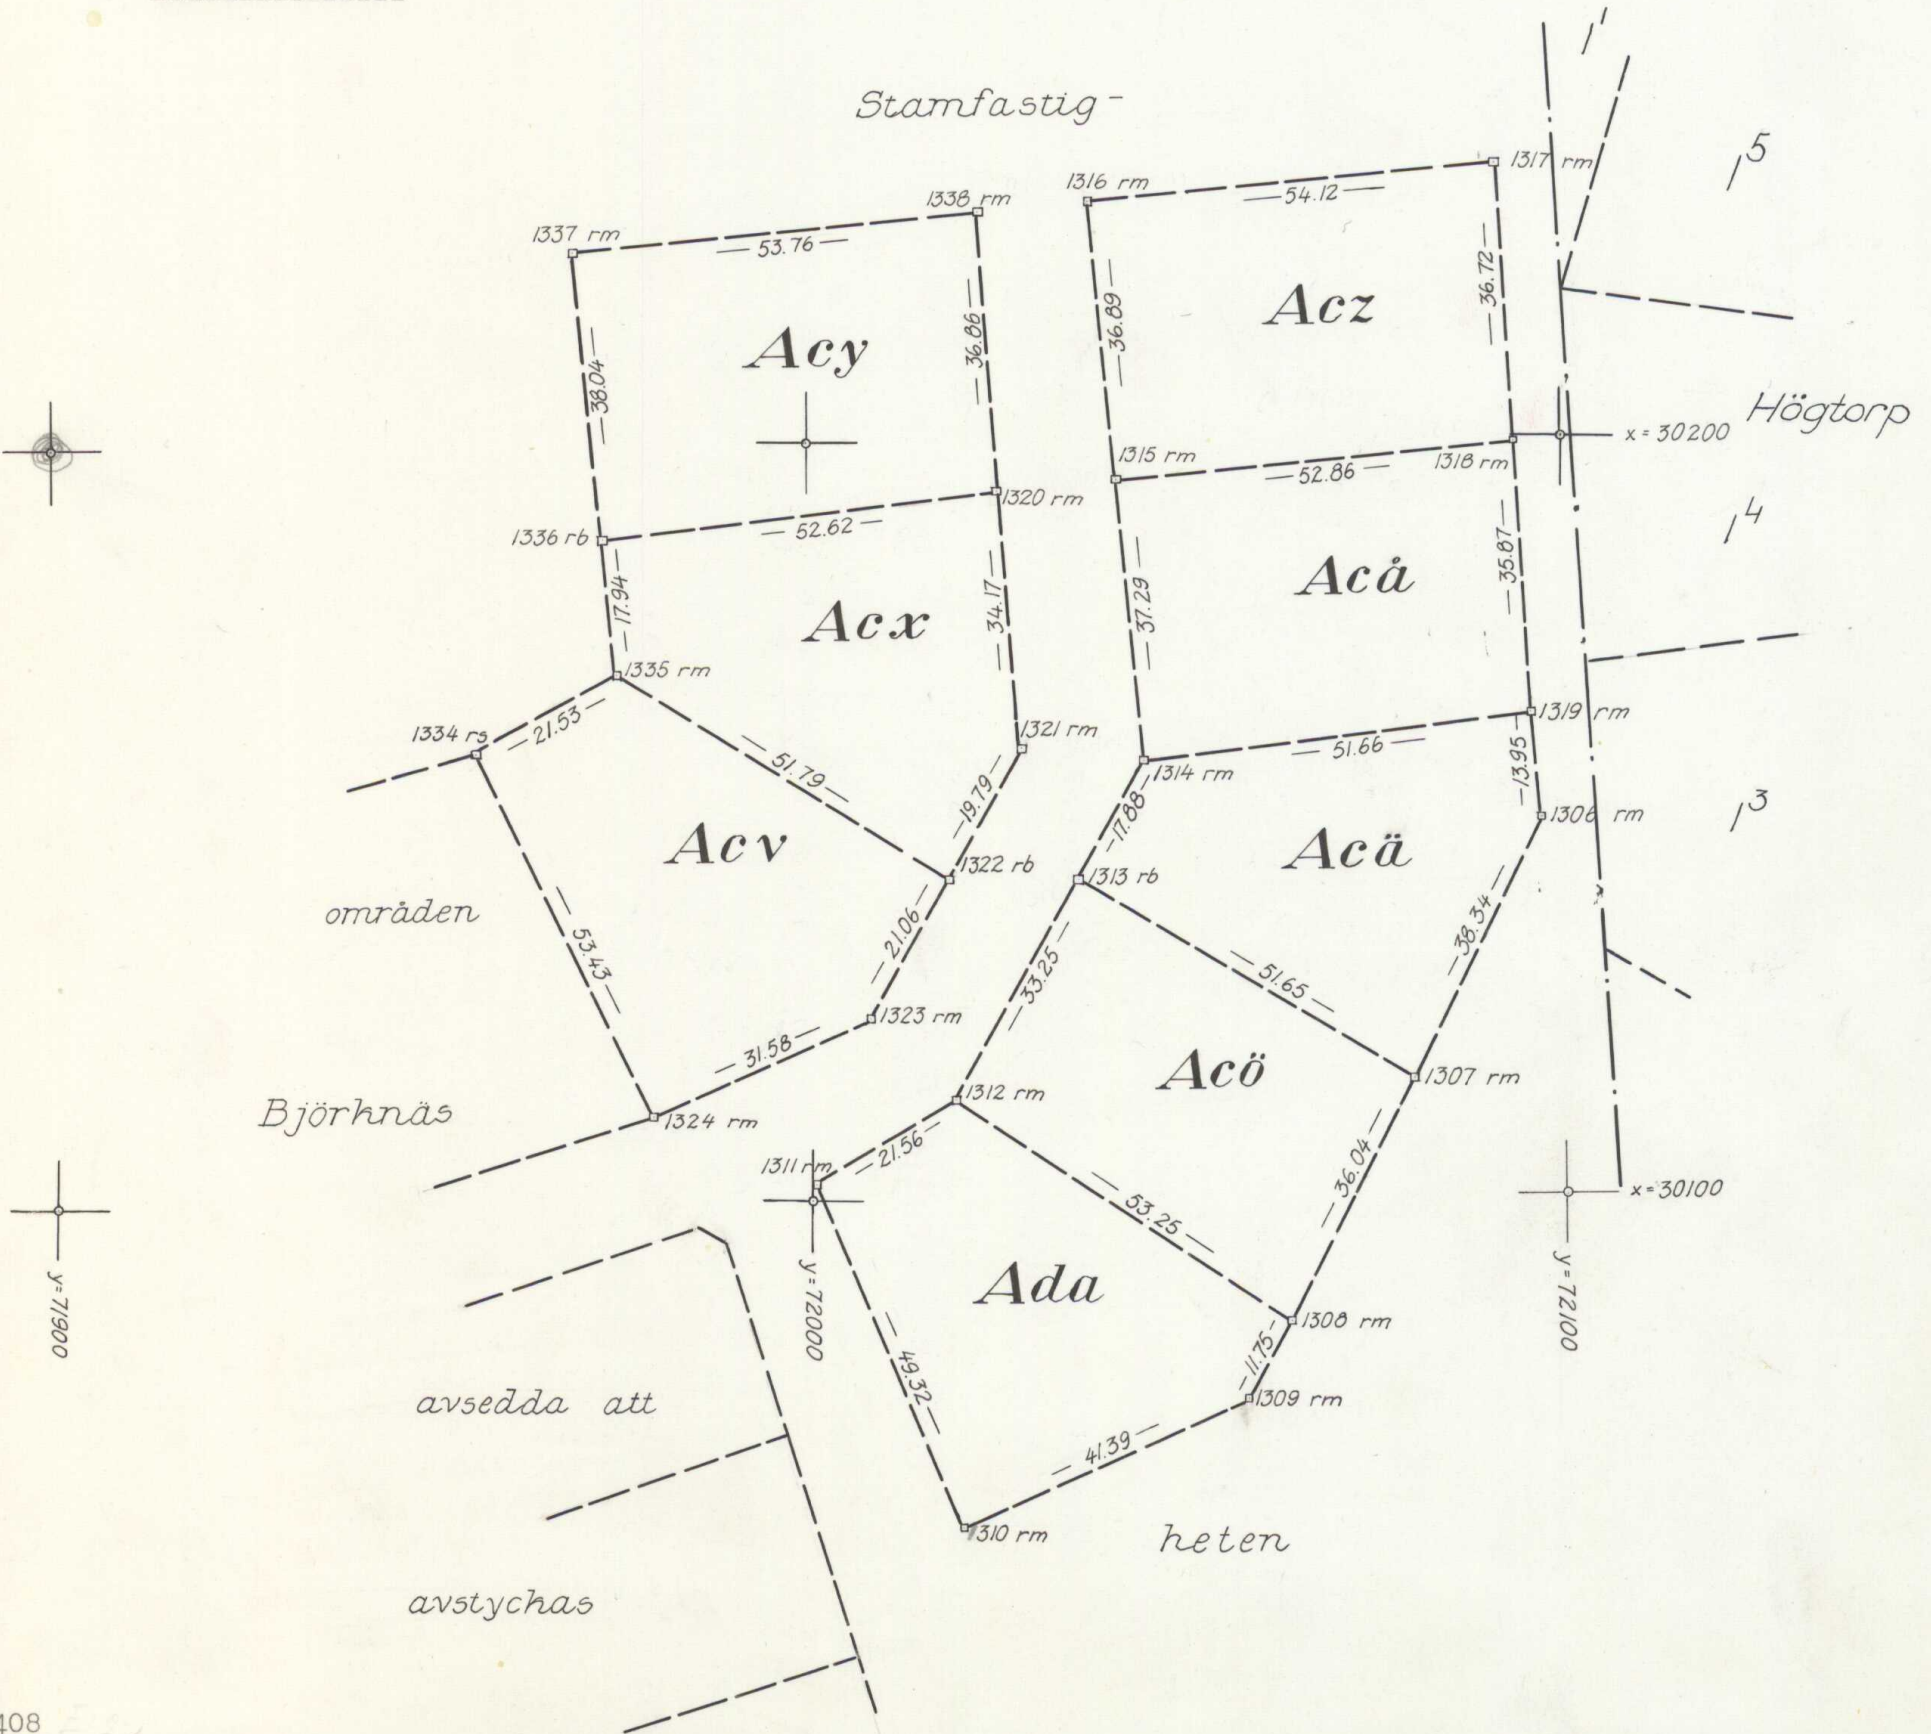 Stamfastig-
1'
1⁵
1317 rm
1316 rm
54.12
1338 rm
1337 rm
53.76
36.72
Acz
36.89
36.86
Acy
38.04
Högtorp
x = 30200
1315 rm
1318 rm
52.86
1320 rm
1336 rb
52.62
1⁴
35.87
Acå
37.29
34.17
17.94
Acx
1335 rm
21.53
1334 rs
1321 rm
1319 rm
51.66
1314 rm
13.95
51.79
19.79
17.88
1306 rm
1³
Acv
Acä
1322 rb
1313 rb
områden
21.06
38.34
53.43
33.25
51.65
1323 rm
31.58
Acö
1307 rm
Björknäs
1324 rm
1312 rm
21.56
36.04
1311 rm
53.25
x = 30100
Ada
y = 71900
y = 72000
y = 72100
1308 rm
11.75
49.32
avsedda att
1309 rm
41.39
1310 rm
heten
avstyckas
408